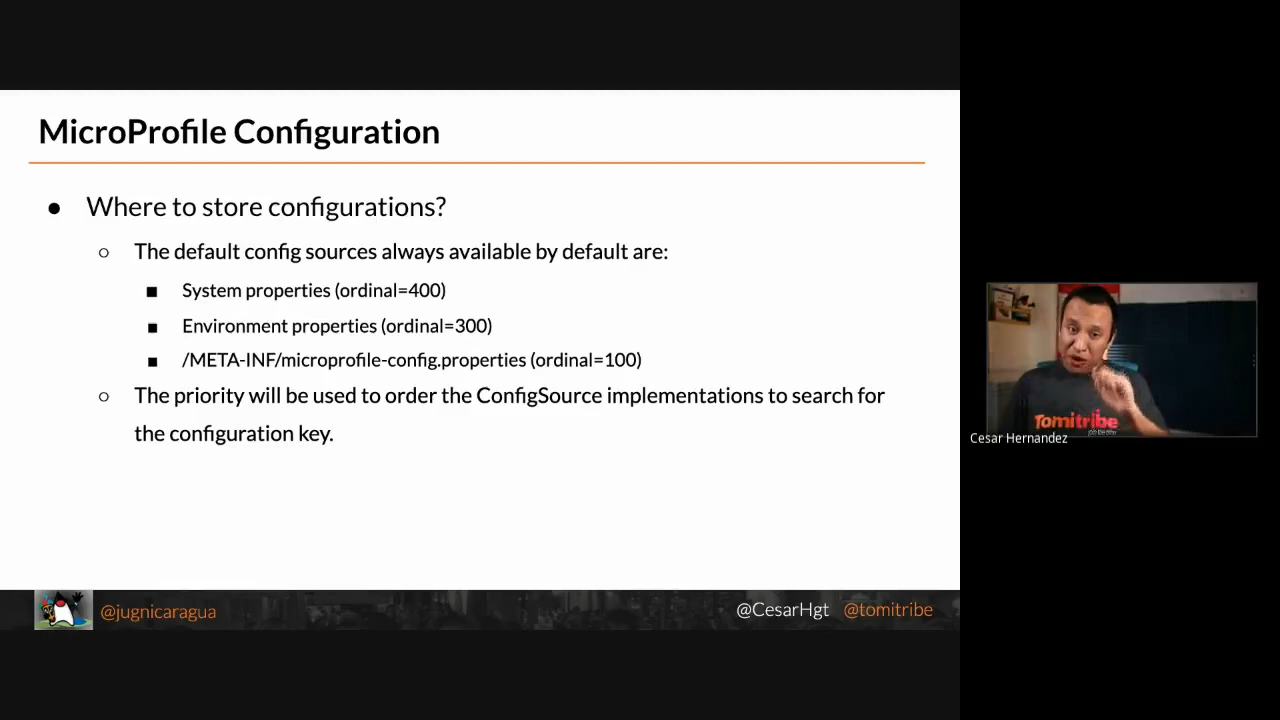 MicroProfile Configuration
● Where to store configurations?
○ The default config sources always available by default are:
■ System properties (ordinal=400)
■ Environment properties (ordinal=300)
■ /META-INF/microprofile-config.properties (ordinal=100)
○ The priority will be used to order the ConfigSource implementations to search for
the configuration key.
Tomitribe
Cesar Hernandez
@jugnicaragua
@CesarHgt @tomitribe